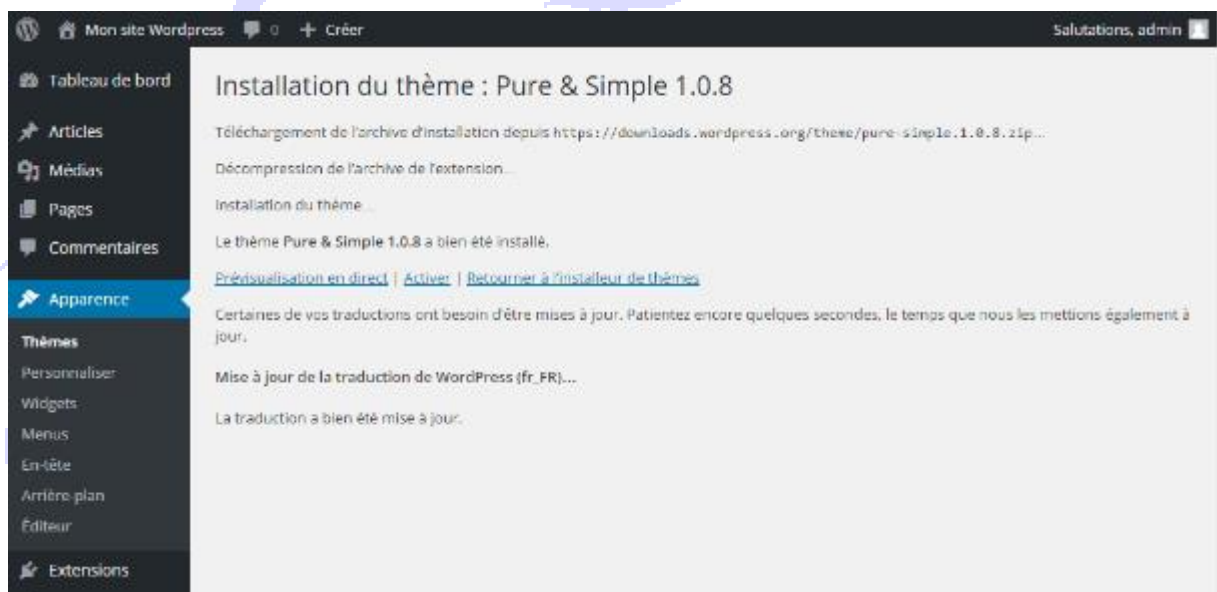 Mon site Wordpress 0 + Créer Salutations, admin
Tableau de bord
Articles
Médias
Pages
Commentaires
Apparence
Thèmes
Personnaliser
Widgets
Menus
En-tête
Arrière-plan
Éditeur
Extensions
Installation du thème : Pure & Simple 1.0.8
Téléchargement de l'archive d'installation depuis https://downloads.wordpress.org/theme/pure-simple.1.0.8.zip…
Décompression de l'archive de l'extension…
Installation du thème…
Le thème Pure & Simple 1.0.8 a bien été installé.
Prévisualisation en direct | Activer | Retourner à l'installeur de thèmes
Certaines de vos traductions ont besoin d'être mises à jour. Patientez encore quelques secondes, le temps que nous les mettions également à
jour.
Mise à jour de la traduction de WordPress (fr_FR)…
La traduction a bien été mise à jour.